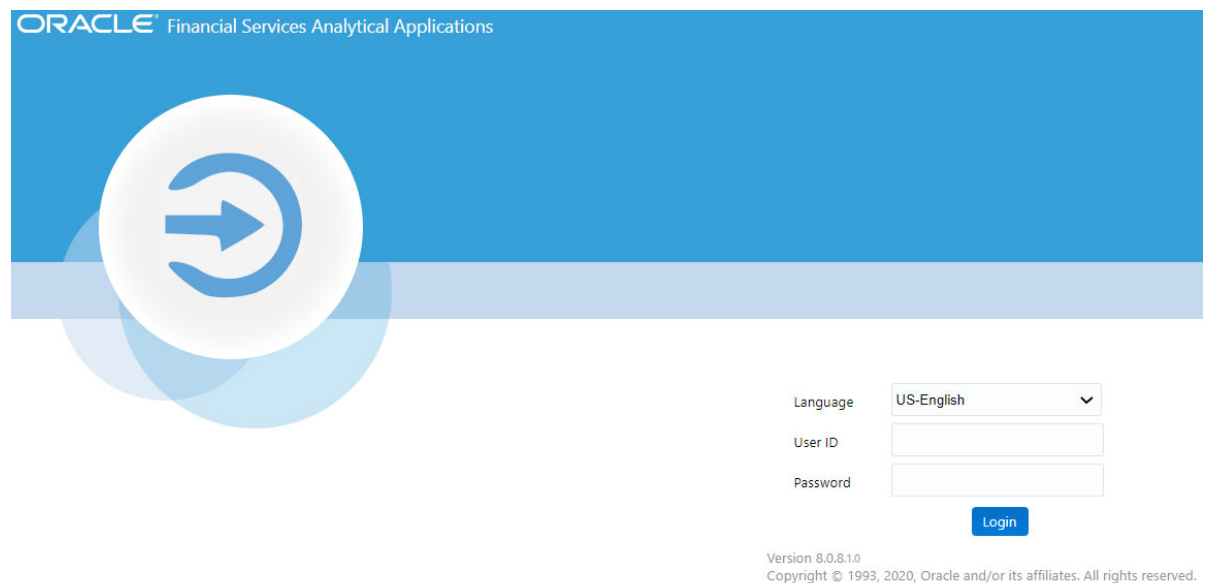 ORACLE® Financial Services Analytical Applications
Language US-English
User ID
Password
Login
Version 8.0.8.1.0
Copyright © 1993, 2020, Oracle and/or its affiliates. All rights reserved.